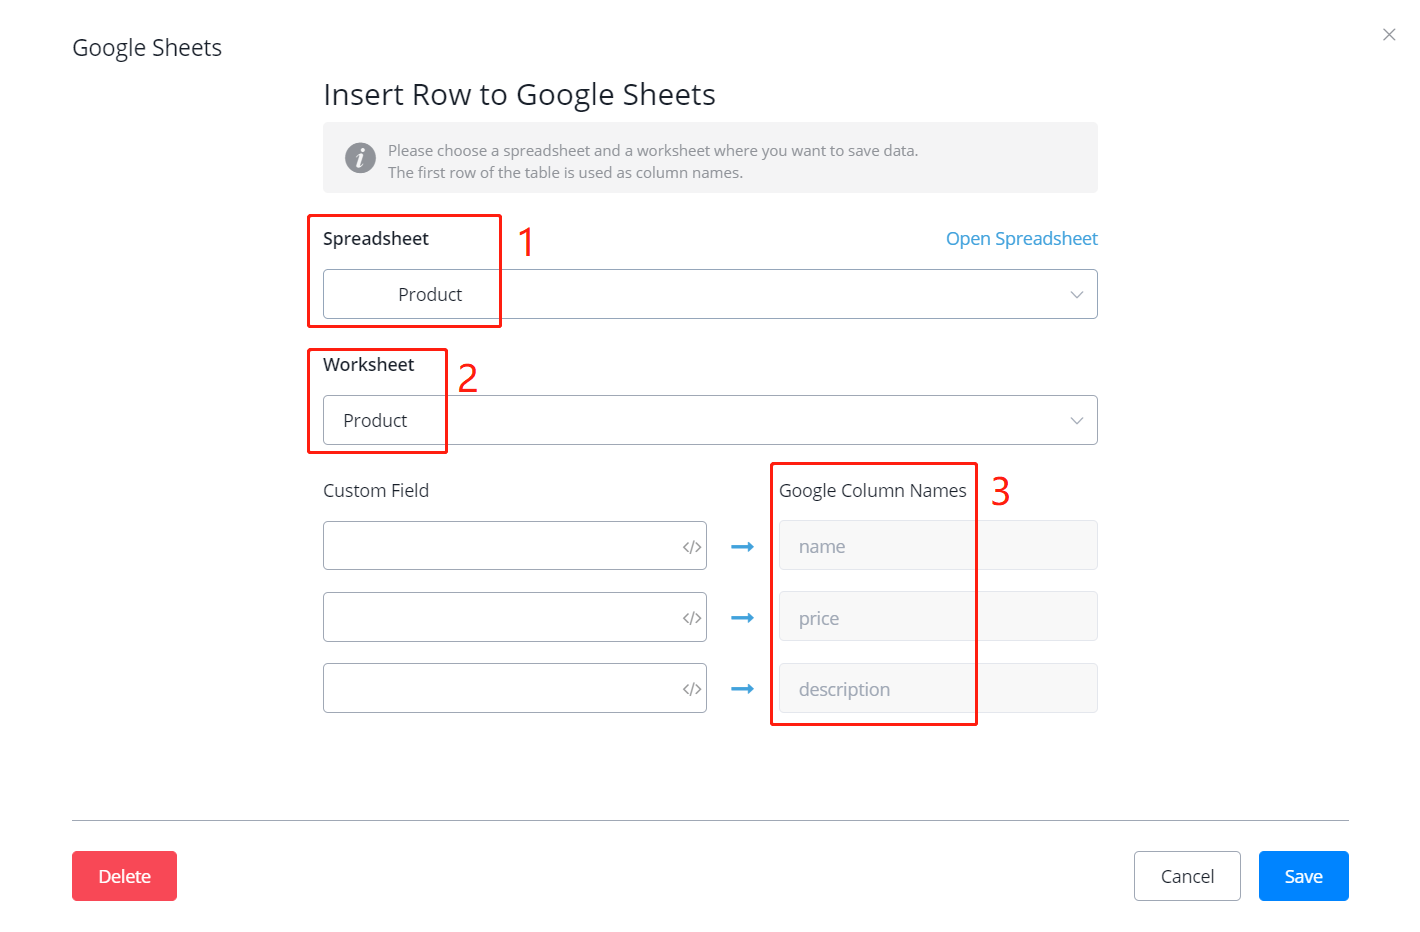 Google Sheets
Insert Row to Google Sheets
Please choose a spreadsheet and a worksheet where you want to save data.
The first row of the table is used as column names.
Spreadsheet 1 Open Spreadsheet
Product
Worksheet 2
Product
Custom Field Google Column Names 3
</> name
</> price
</> description
Delete Cancel Save